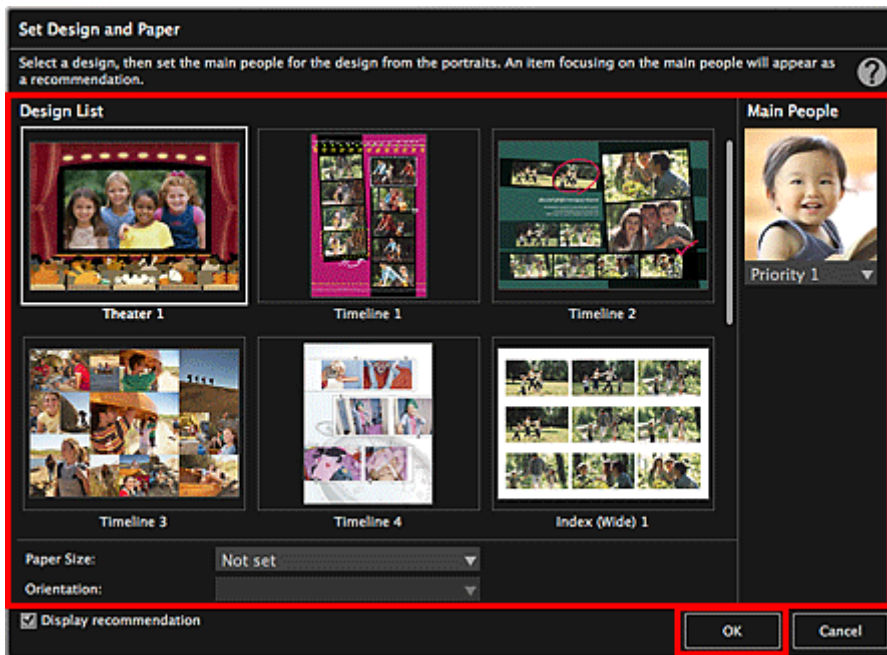 Set Design and Paper
Select a design, then set the main people for the design from the portraits. An item focusing on the main people will appear as
a recommendation.
?
Design List
Main People
Priority 1
Theater 1
Timeline 1
Timeline 2
Timeline 3
Timeline 4
Index (Wide) 1
Paper Size:
Not set
Orientation:
Display recommendation
OK
Cancel